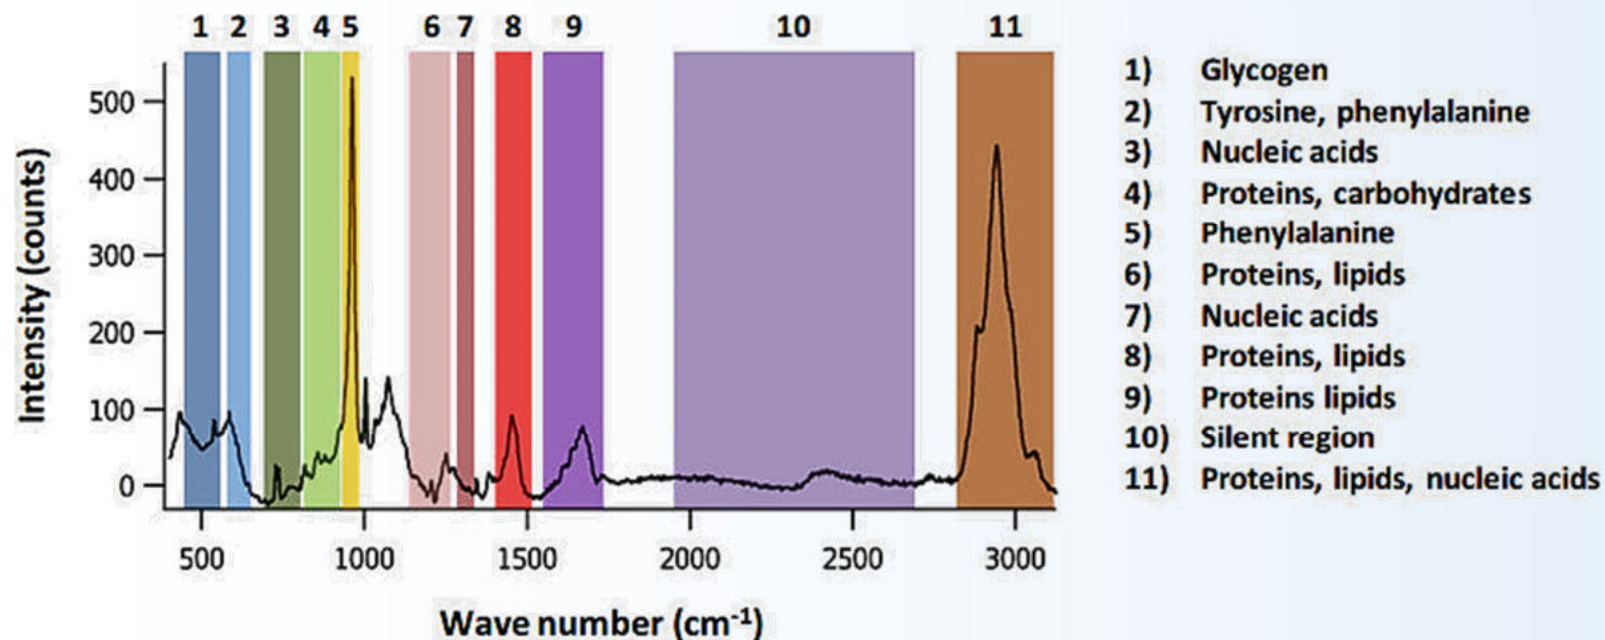 1 2 3 4 5 6 7 8 9 10 11
500
400
300
200
100
0
Intensity (counts)
500 1000 1500 2000 2500 3000
Wave number (cm-1)
1) Glycogen
2) Tyrosine, phenylalanine
3) Nucleic acids
4) Proteins, carbohydrates
5) Phenylalanine
6) Proteins, lipids
7) Nucleic acids
8) Proteins, lipids
9) Proteins lipids
10) Silent region
11) Proteins, lipids, nucleic acids